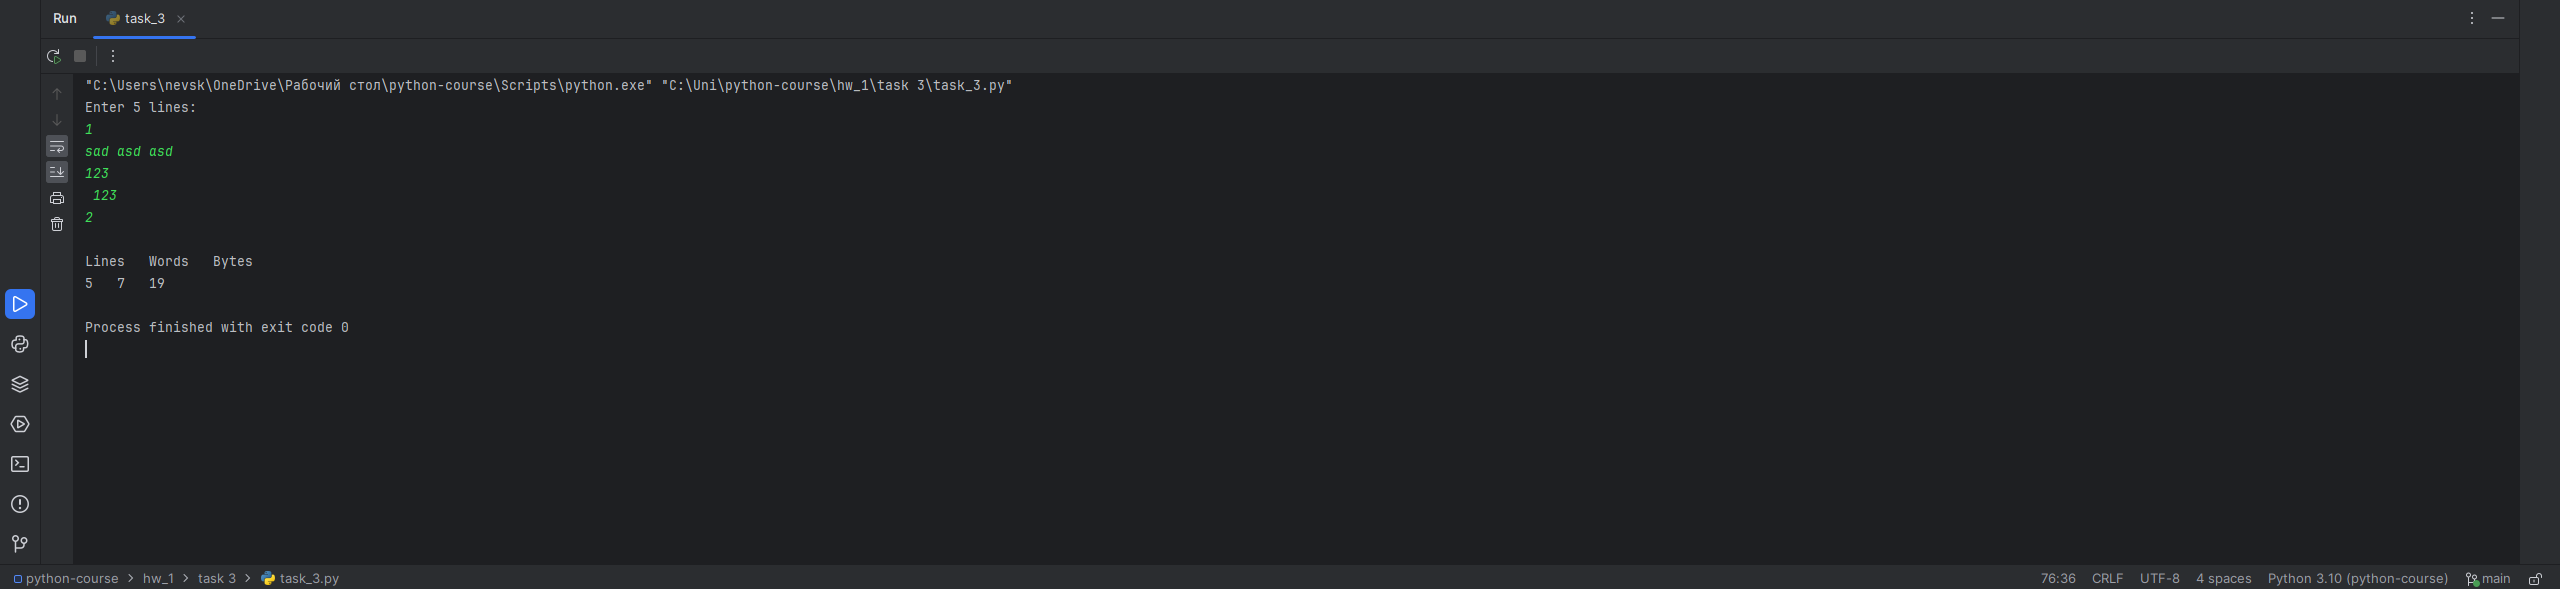 Run task_3
"C:\Users\nevsk\OneDrive\Рабочий стол\python-course\Scripts\python.exe" "C:\Uni\python-course\hw_1\task 3\task_3.py"
Enter 5 lines:
1
sad asd asd
123
 123
2
Lines   Words   Bytes
5   7   19
Process finished with exit code 0
python-course > hw_1 > task 3 > task_3.py 76:36 CRLF UTF-8 4 spaces Python 3.10 (python-course) main